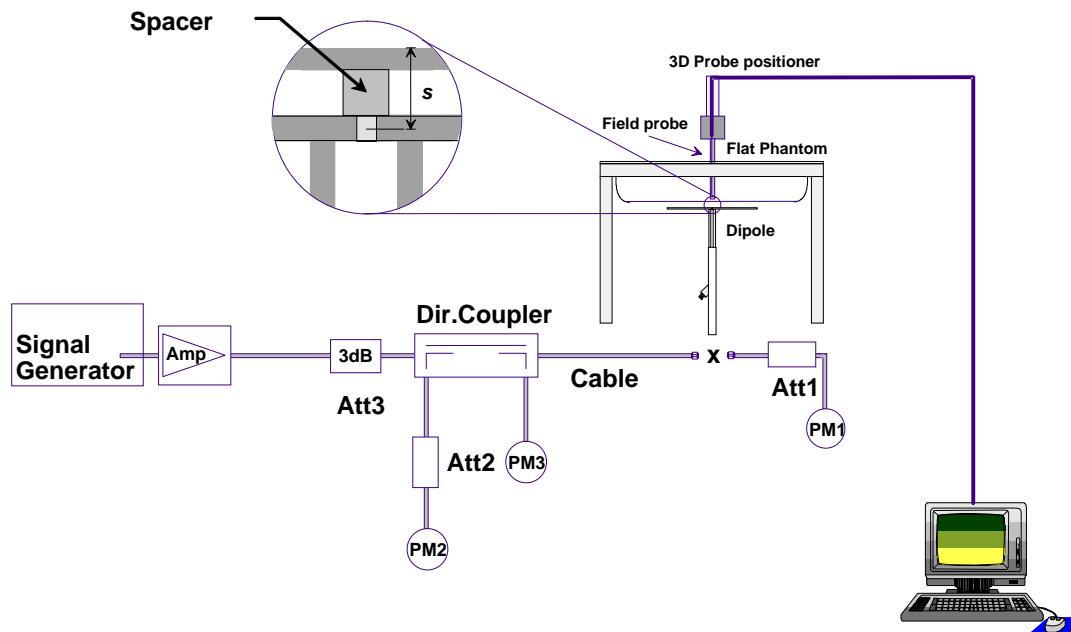 Spacer
s
3D Probe positioner
Field probe
Flat Phantom
Dipole
Dir.Coupler
Signal
Generator
Amp
3dB
Att3
Cable
x
Att1
PM1
Att2
PM3
PM2